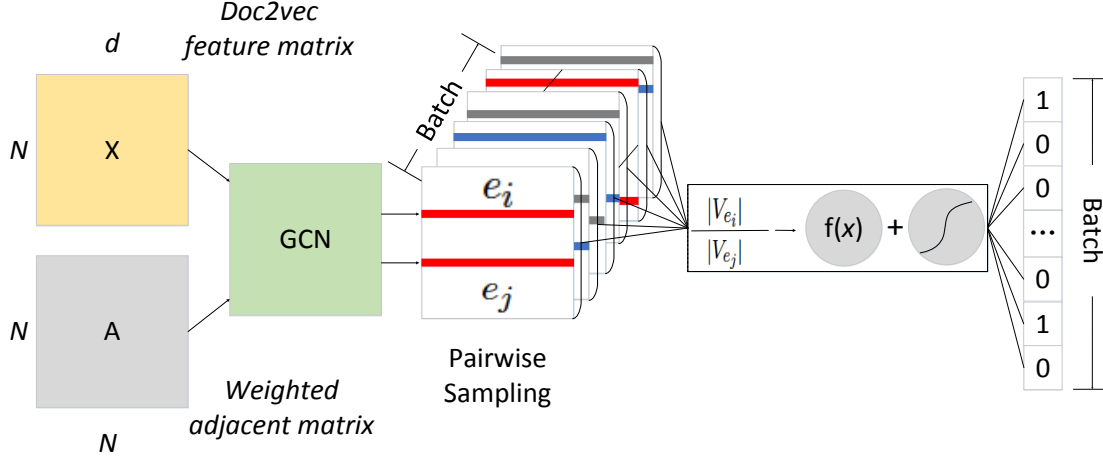 d
Doc2vec
feature matrix
N
X
Batch
GCN
e_i
e_j
Pairwise
Sampling
N
A
N
Weighted
adjacent matrix
|V_{e_i}|
|V_{e_j}|
f(x)
+
1
0
0
...
0
1
0
Batch